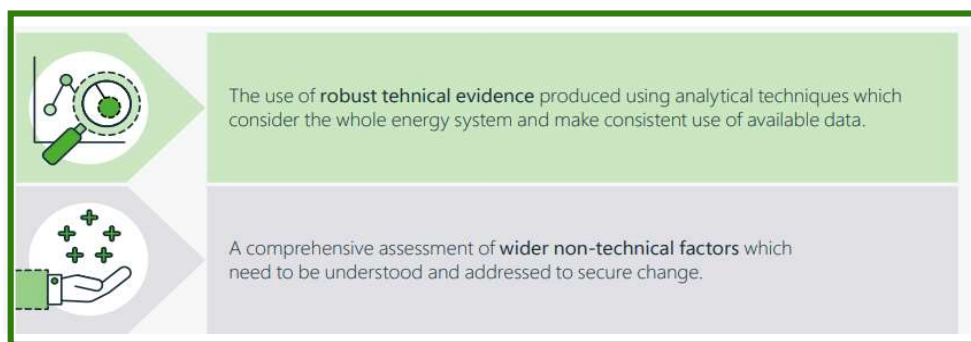 The use of robust tehnical evidence produced using analytical techniques which
consider the whole energy system and make consistent use of available data.
A comprehensive assessment of wider non-technical factors which
need to be understood and addressed to secure change.